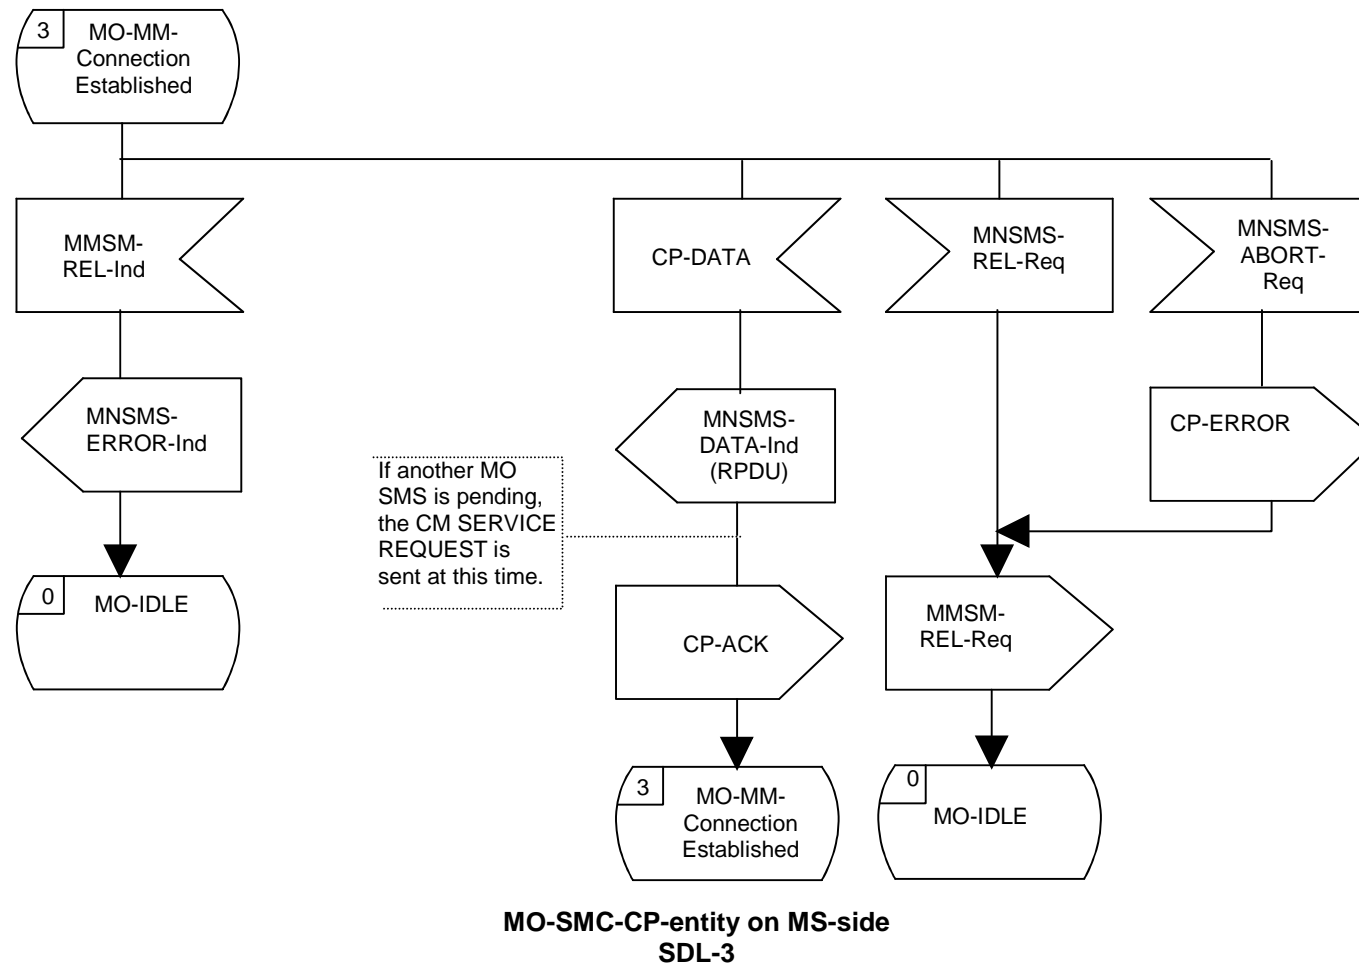 3
MO-MM-
Connection
Established
MMSM-
REL-Ind
CP-DATA
MNSMS-
REL-Req
MNSMS-
ABORT-
Req
MNSMS-
ERROR-Ind
MNSMS-
DATA-Ind
(RPDU)
CP-ERROR
If another MO
SMS is pending,
the CM SERVICE
REQUEST is
sent at this time.
0
MO-IDLE
CP-ACK
MMSM-
REL-Req
3
MO-MM-
Connection
Established
0
MO-IDLE
MO-SMC-CP-entity on MS-side
SDL-3